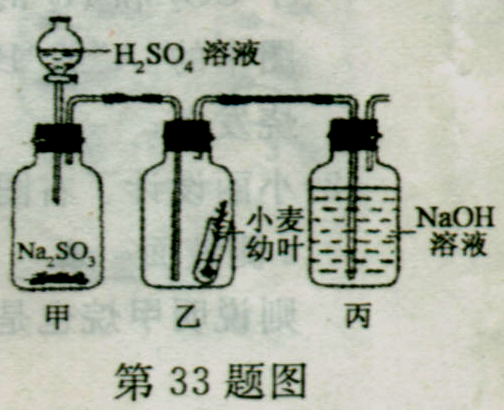 H₂SO₄ 溶液
Na₂SO₃
小麦
幼叶
NaOH
溶液
甲
乙
丙
第 33 题图